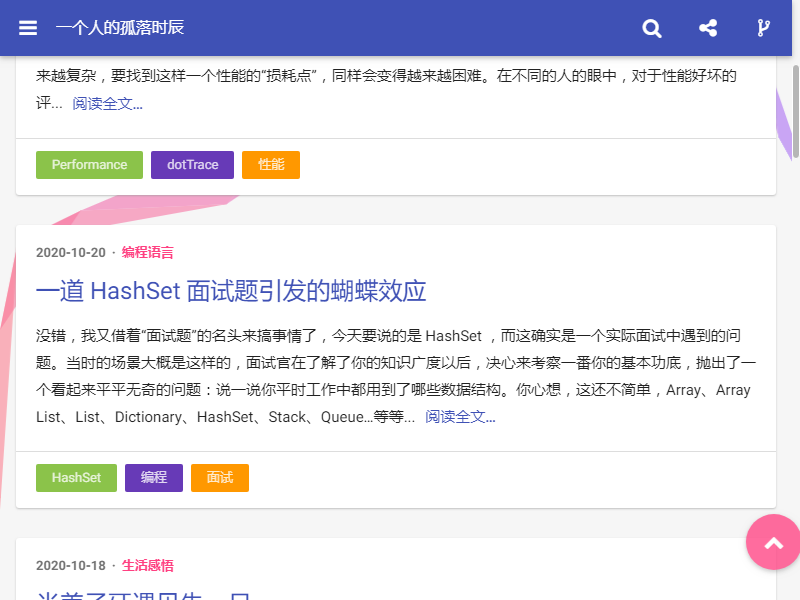 一个人的孤落时辰
来越复杂，要找到这样一个性能的“损耗点”，同样会变得越来越困难。在不同的人的眼中，对于性能好坏的
评... 阅读全文…
Performance dotTrace 性能
2020-10-20 · 编程语言
一道 HashSet 面试题引发的蝴蝶效应
没错，我又借着“面试题”的名头来搞事情了，今天要说的是 HashSet ，而这确实是一个实际面试中遇到的问
题。当时的场景大概是这样的，面试官在了解了你的知识广度以后，决心来考察一番你的基本功底，抛出了一
个看起来平平无奇的问题：说一说你平时工作中都用到了哪些数据结构。你心想，这还不简单，Array、Array
List、List、Dictionary、HashSet、Stack、Queue…等等... 阅读全文…
HashSet 编程 面试
2020-10-18 · 生活感悟